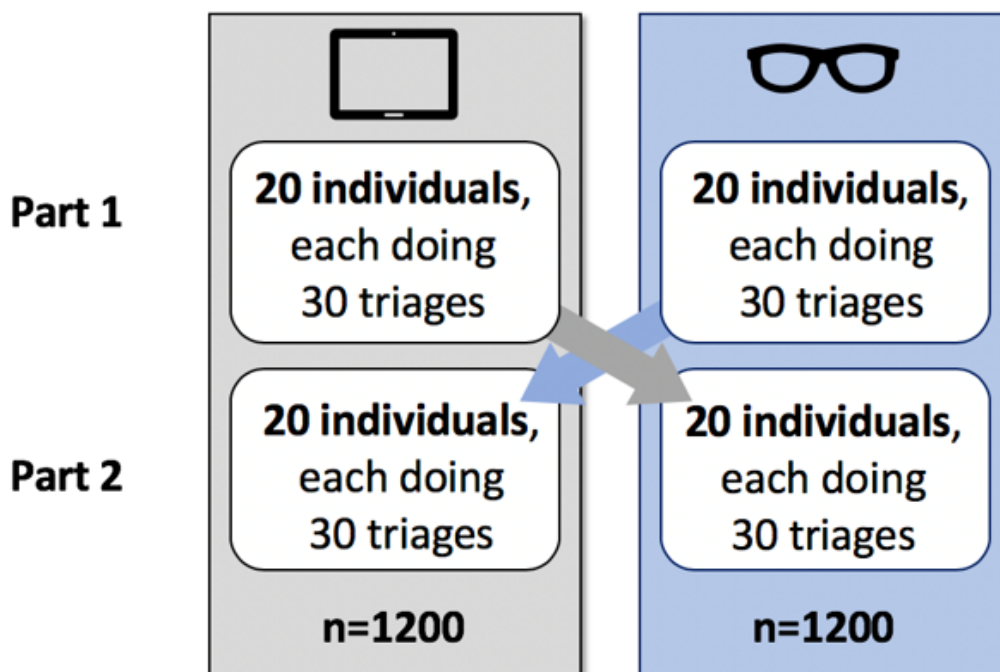 Part 1
20 individuals,
each doing
30 triages
20 individuals,
each doing
30 triages
Part 2
20 individuals,
each doing
30 triages
20 individuals,
each doing
30 triages
n=1200
n=1200